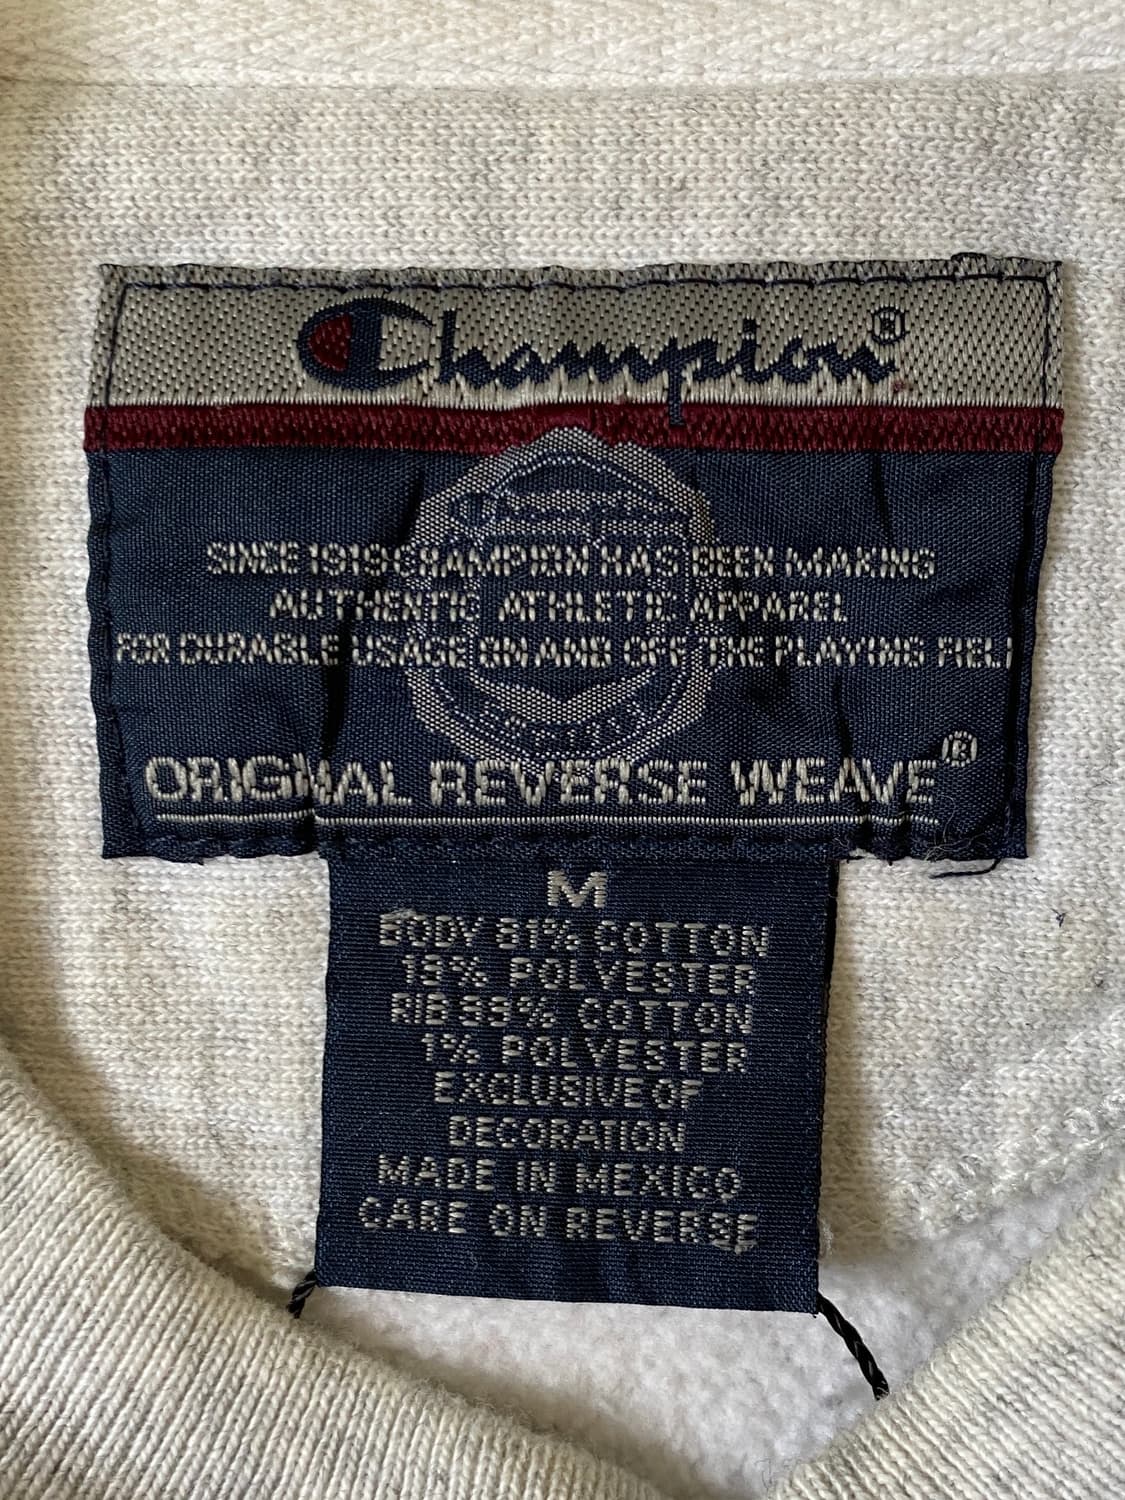 Champion®
Champion
SINCE 1919 CHAMPION HAS BEEN MAKING
AUTHENTIC ATHLETIC APPAREL
FOR DURABLE USAGE ON AND OFF THE PLAYING FIELD
ORIGINAL REVERSE WEAVE®
M
BODY 81% COTTON
19% POLYESTER
RIB 99% COTTON
1% POLYESTER
EXCLUSIVE OF
DECORATION
MADE IN MEXICO
CARE ON REVERSE